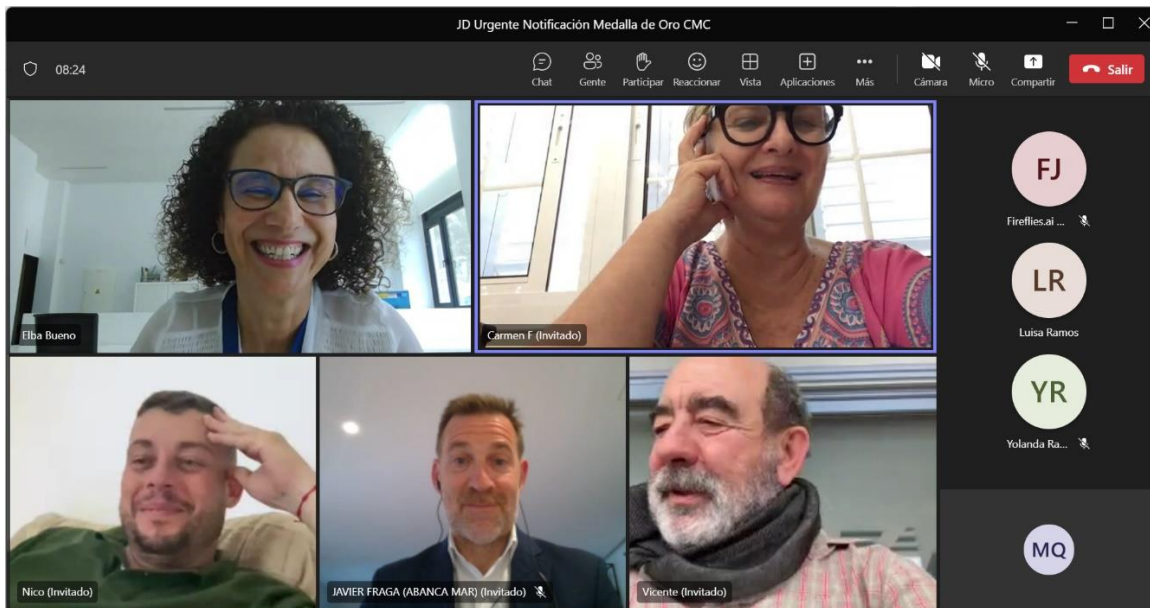 JD Urgente Notificación Medalla de Oro CMC
08:24
Chat
Gente
Participar
Reaccionar
Vista
Aplicaciones
Más
Cámara
Micro
Compartir
Salir
Elba Bueno
Carmen F (Invitado)
FJ
Fireflies.ai ...
LR
Luisa Ramos
YR
Yolanda Ra...
Nico (Invitado)
JAVIER FRAGA (ABANCA MAR) (Invitado)
Vicente (Invitado)
MQ